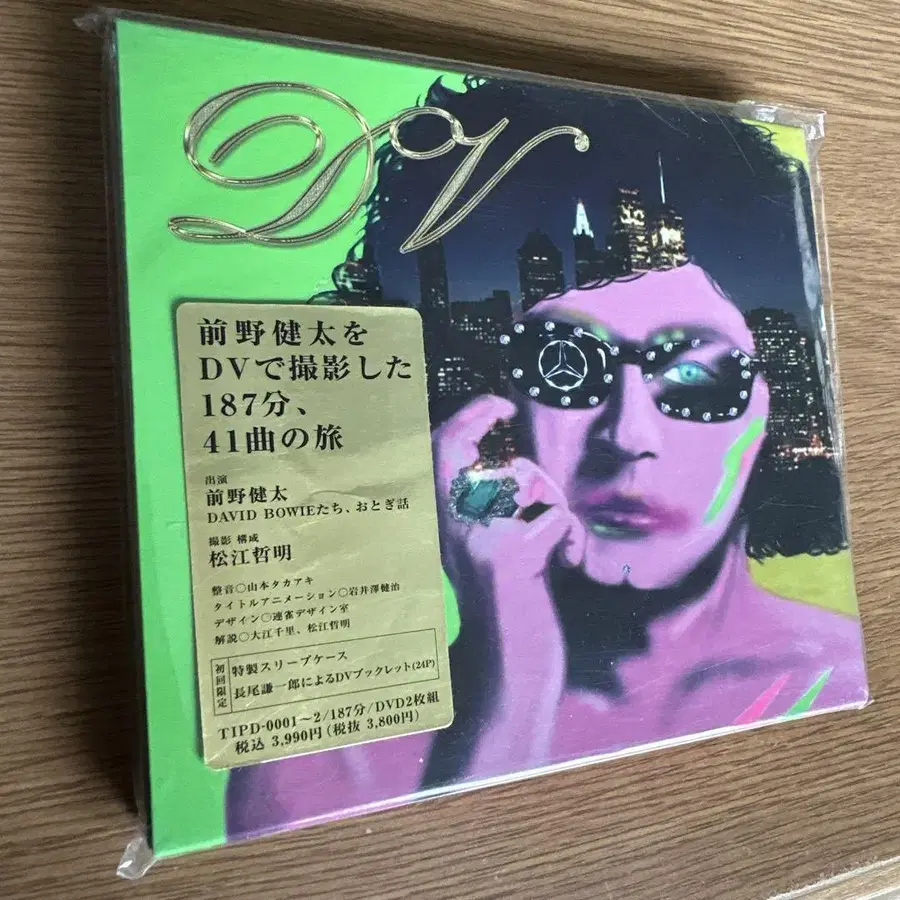 DV
前野健太を
DVで撮影した
187分、
41曲の旅
出演
前野健太
DAVID BOWIEたち、おとぎ話
撮影 構成
松江哲明
整音○山本タカアキ
タイトルアニメーション○岩井澤健治
デザイン○連雀デザイン室
解説○大江千里、松江哲明
初回限定
特製スリーブケース
長尾謙一郎によるDVブックレット(24P)
TIPD-0001~2/187分/DVD2枚組
税込 3,990円(税抜 3,800円)